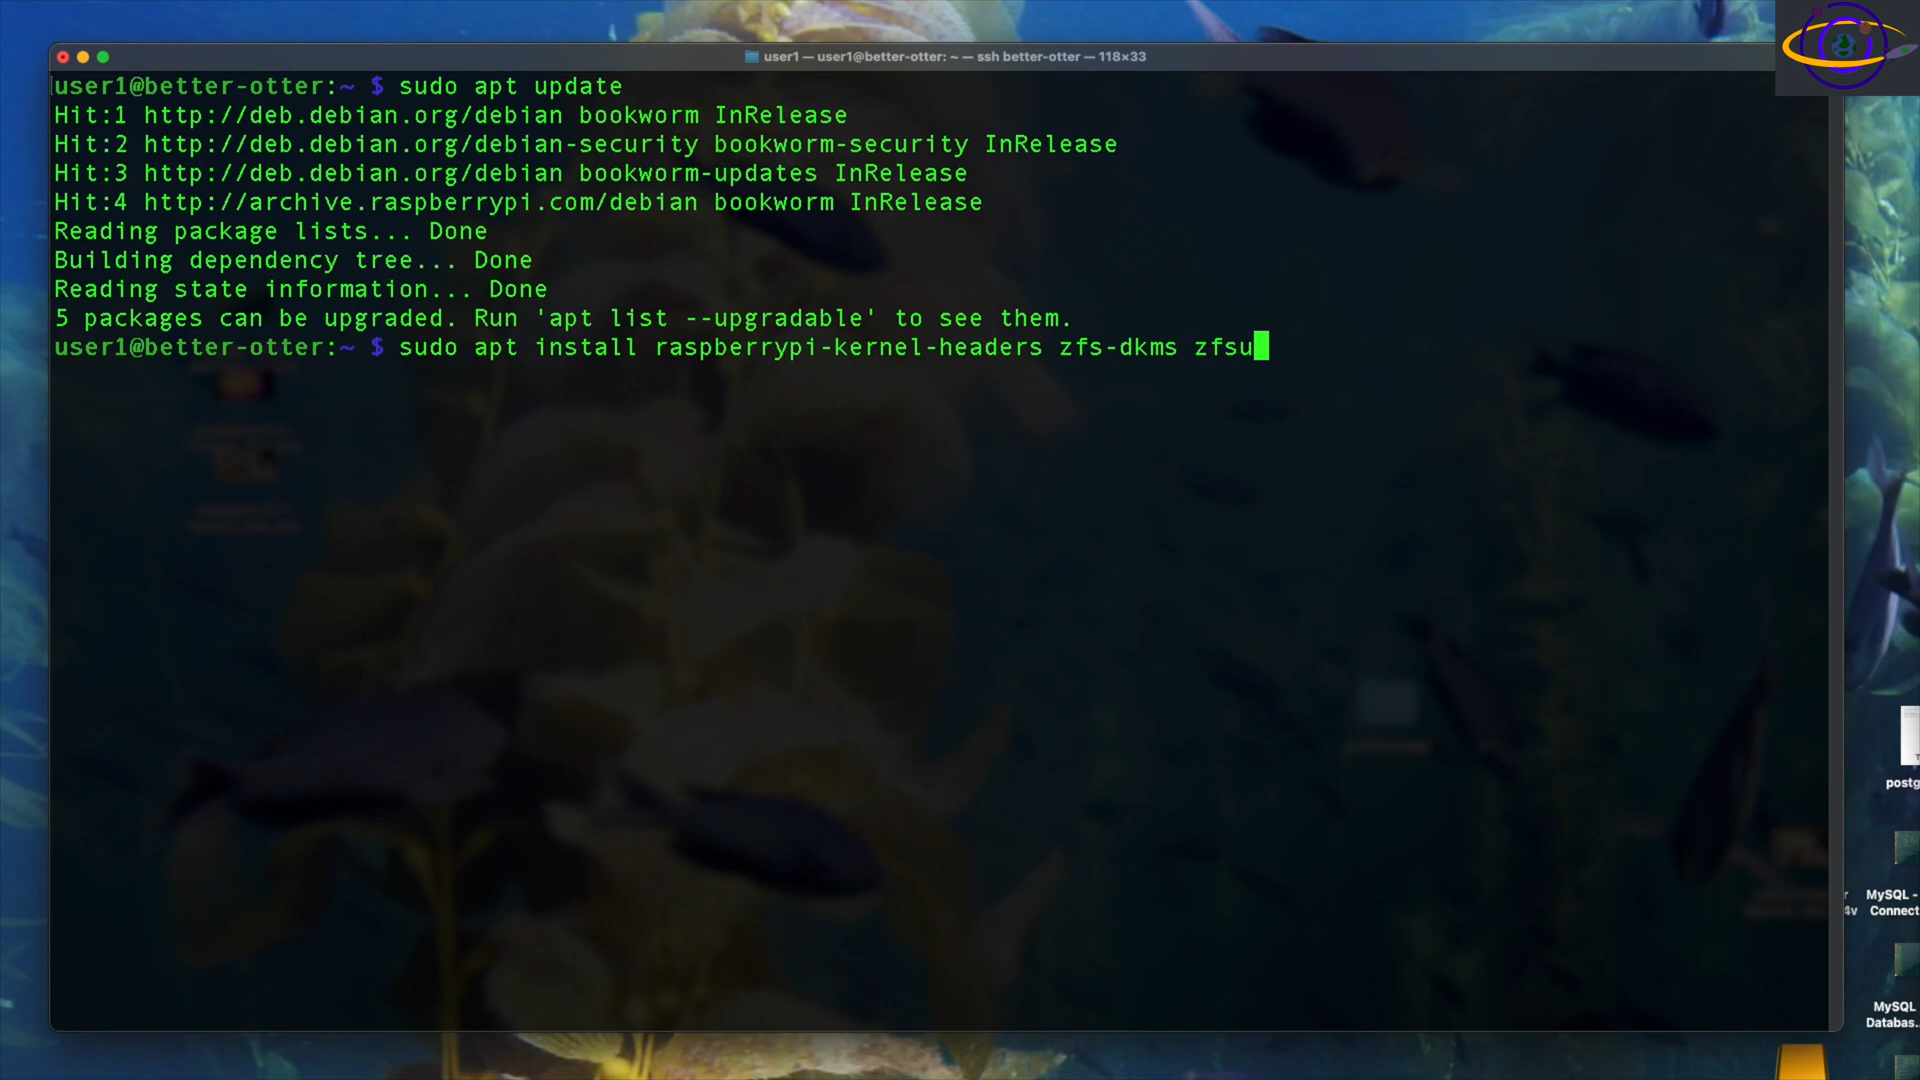 user1 — user1@better-otter: ~ — ssh better-otter — 118×33
user1@better-otter:~ $ sudo apt update
Hit:1 http://deb.debian.org/debian bookworm InRelease
Hit:2 http://deb.debian.org/debian-security bookworm-security InRelease
Hit:3 http://deb.debian.org/debian bookworm-updates InRelease
Hit:4 http://archive.raspberrypi.com/debian bookworm InRelease
Reading package lists... Done
Building dependency tree... Done
Reading state information... Done
5 packages can be upgraded. Run 'apt list --upgradable' to see them.
user1@better-otter:~ $ sudo apt install raspberrypi-kernel-headers zfs-dkms zfsu
postg
MySQL -
Connect
MySQL
Databas...